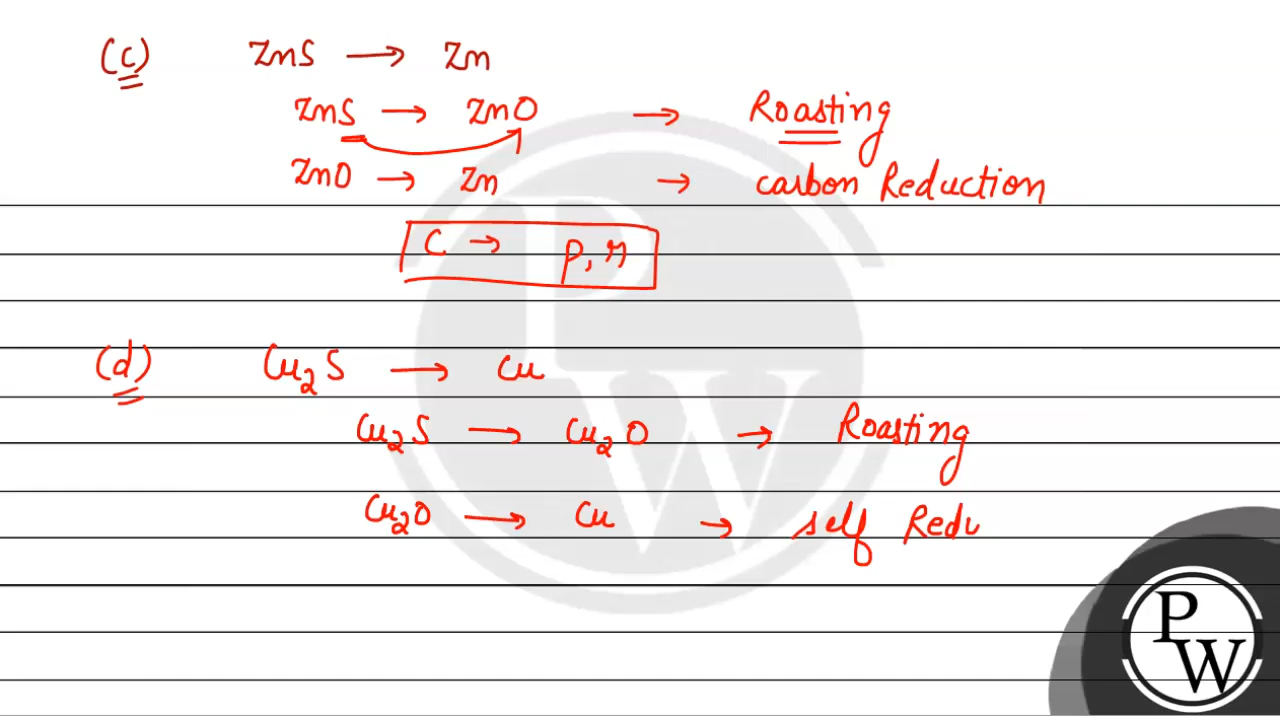 (c) ZnS → Zn
ZnS → ZnO → Roasting
ZnO → Zn → carbon Reduction
C → p, r
(d) Cu₂S → Cu
Cu₂S → Cu₂O → Roasting
Cu₂O → Cu → self Redu
PW
PW